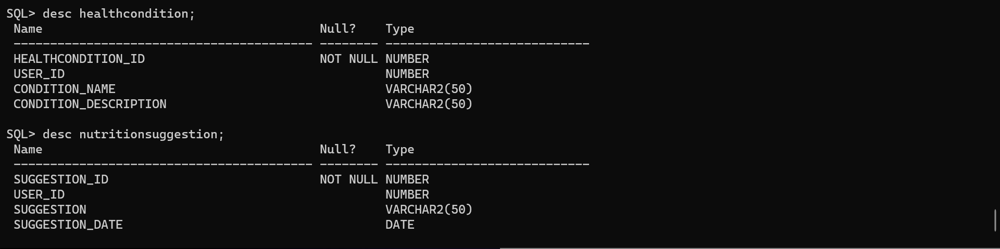 SQL> desc healthcondition;
 Name                                      Null?    Type
 ----------------------------------------- -------- ----------------------------
 HEALTHCONDITION_ID                        NOT NULL NUMBER
 USER_ID                                            NUMBER
 CONDITION_NAME                                     VARCHAR2(50)
 CONDITION_DESCRIPTION                              VARCHAR2(50)

SQL> desc nutritionsuggestion;
 Name                                      Null?    Type
 ----------------------------------------- -------- ----------------------------
 SUGGESTION_ID                             NOT NULL NUMBER
 USER_ID                                            NUMBER
 SUGGESTION                                         VARCHAR2(50)
 SUGGESTION_DATE                                    DATE